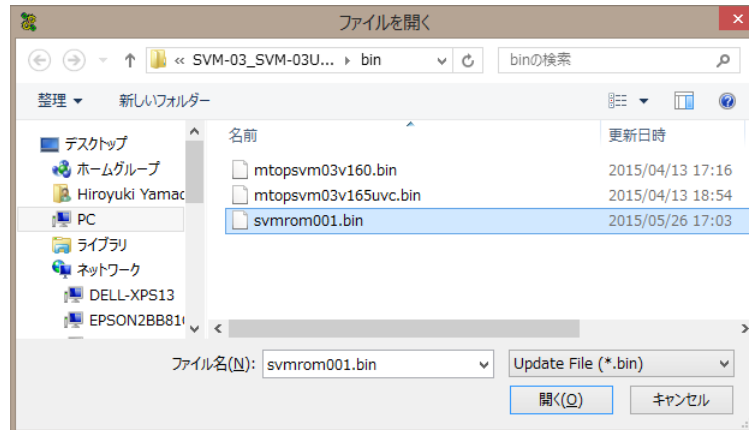 ファイルを開く
« SVM-03_SVM-03U... ▸ bin
binの検索
整理 新しいフォルダー
名前 更新日時
デスクトップ
ホームグループ
Hiroyuki Yamac
PC
ライブラリ
ネットワーク
DELL-XPS13
EPSON2BB81
mtopsvm03v160.bin 2015/04/13 17:16
mtopsvm03v165uvc.bin 2015/04/13 18:54
svmrom001.bin 2015/05/26 17:03
ファイル名(N): svmrom001.bin Update File (*.bin)
開く(O) キャンセル